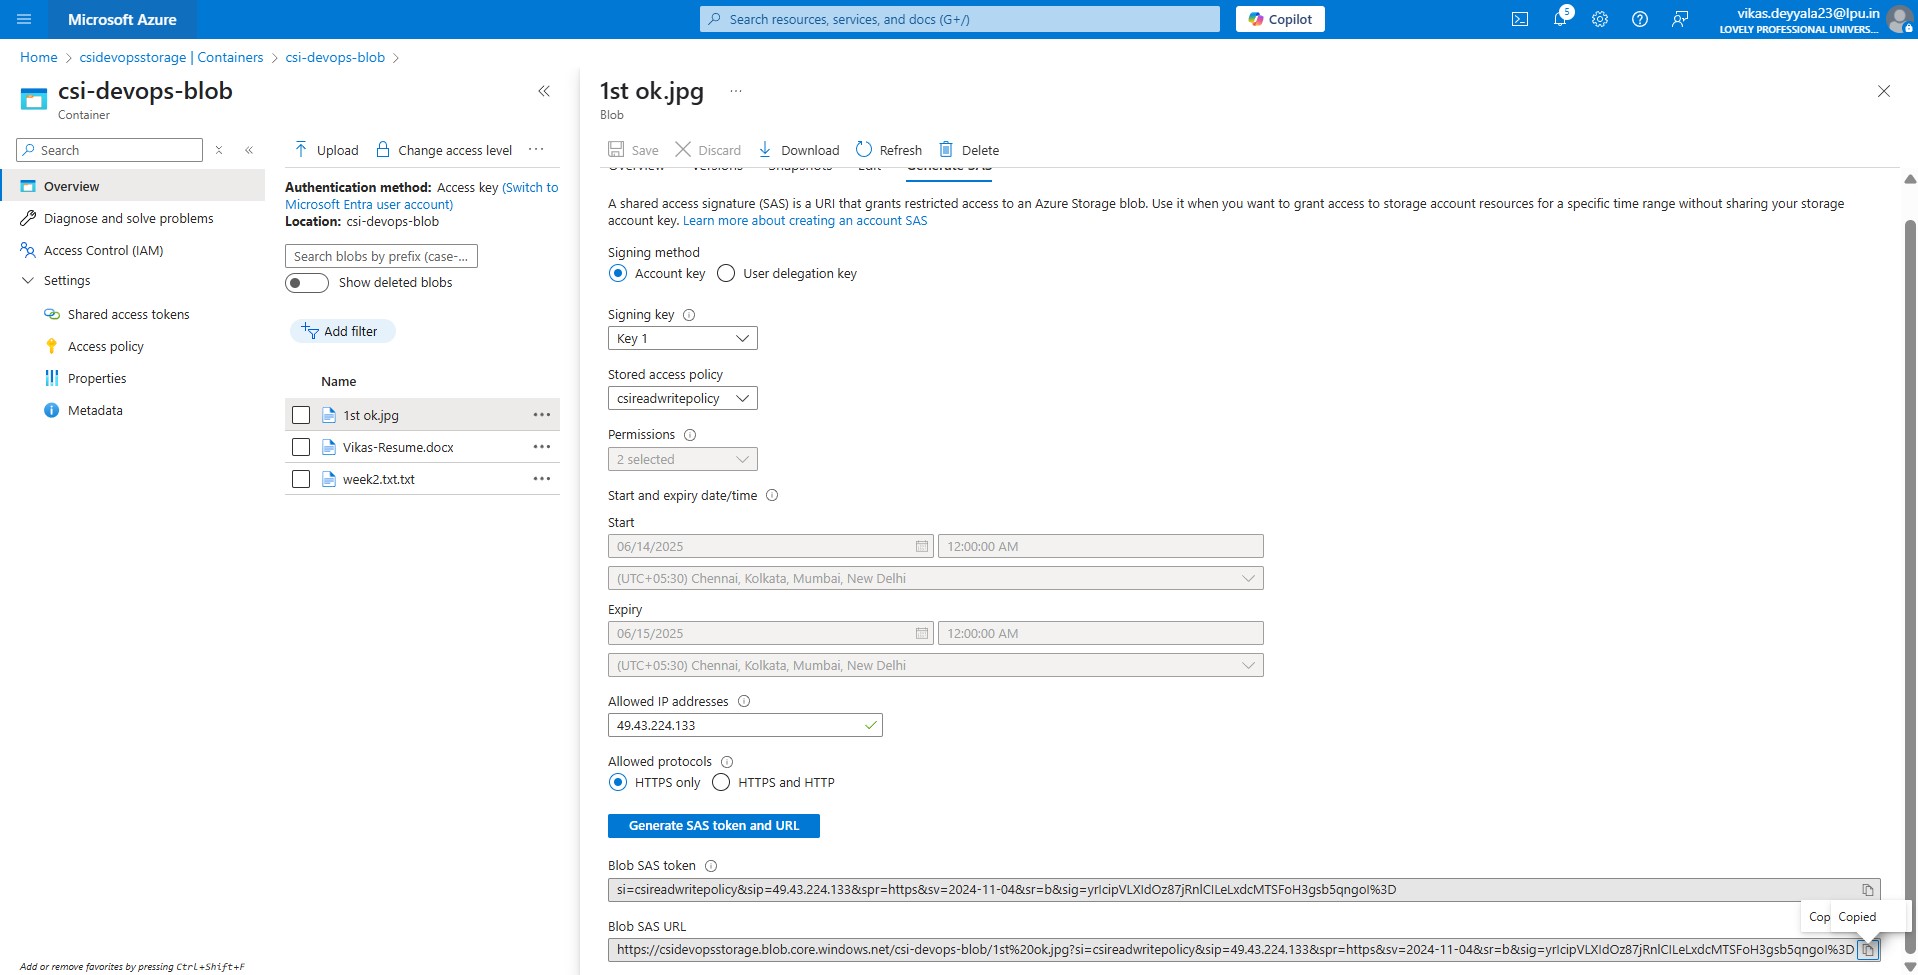 Microsoft Azure
Search resources, services, and docs (G+/)
Copilot
5
vikas.deyyala23@lpu.in
LOVELY PROFESSIONAL UNIVERS...
Home > csidevopsstorage | Containers > csi-devops-blob >
csi-devops-blob
Container
Search
Overview
Diagnose and solve problems
Access Control (IAM)
Settings
Shared access tokens
Access policy
Properties
Metadata
Add or remove favorites by pressing Ctrl+Shift+F
Upload
Change access level
Authentication method: Access key (Switch to
Microsoft Entra user account)
Location: csi-devops-blob
Search blobs by prefix (case-...
Show deleted blobs
Add filter
Name
1st ok.jpg
Vikas-Resume.docx
week2.txt.txt
1st ok.jpg
Blob
Save
Discard
Download
Refresh
Delete
Overview Versions Snapshots Edit Generate SAS
A shared access signature (SAS) is a URI that grants restricted access to an Azure Storage blob. Use it when you want to grant access to storage account resources for a specific time range without sharing your storage
account key. Learn more about creating an account SAS
Signing method
Account key User delegation key
Signing key
Key 1
Stored access policy
csireadwritepolicy
Permissions
2 selected
Start and expiry date/time
Start
06/14/2025 12:00:00 AM
(UTC+05:30) Chennai, Kolkata, Mumbai, New Delhi
Expiry
06/15/2025 12:00:00 AM
(UTC+05:30) Chennai, Kolkata, Mumbai, New Delhi
Allowed IP addresses
49.43.224.133
Allowed protocols
HTTPS only HTTPS and HTTP
Generate SAS token and URL
Blob SAS token
si=csireadwritepolicy&sip=49.43.224.133&spr=https&sv=2024-11-04&sr=b&sig=yrIcipVLXIdOz87jRnlCILeLxdcMTSFoH3gsb5qngoI%3D
Cop Copied
Blob SAS URL
https://csidevopsstorage.blob.core.windows.net/csi-devops-blob/1st%20ok.jpg?si=csireadwritepolicy&sip=49.43.224.133&spr=https&sv=2024-11-04&sr=b&sig=yrIcipVLXIdOz87jRnlCILeLxdcMTSFoH3gsb5qngoI%3D